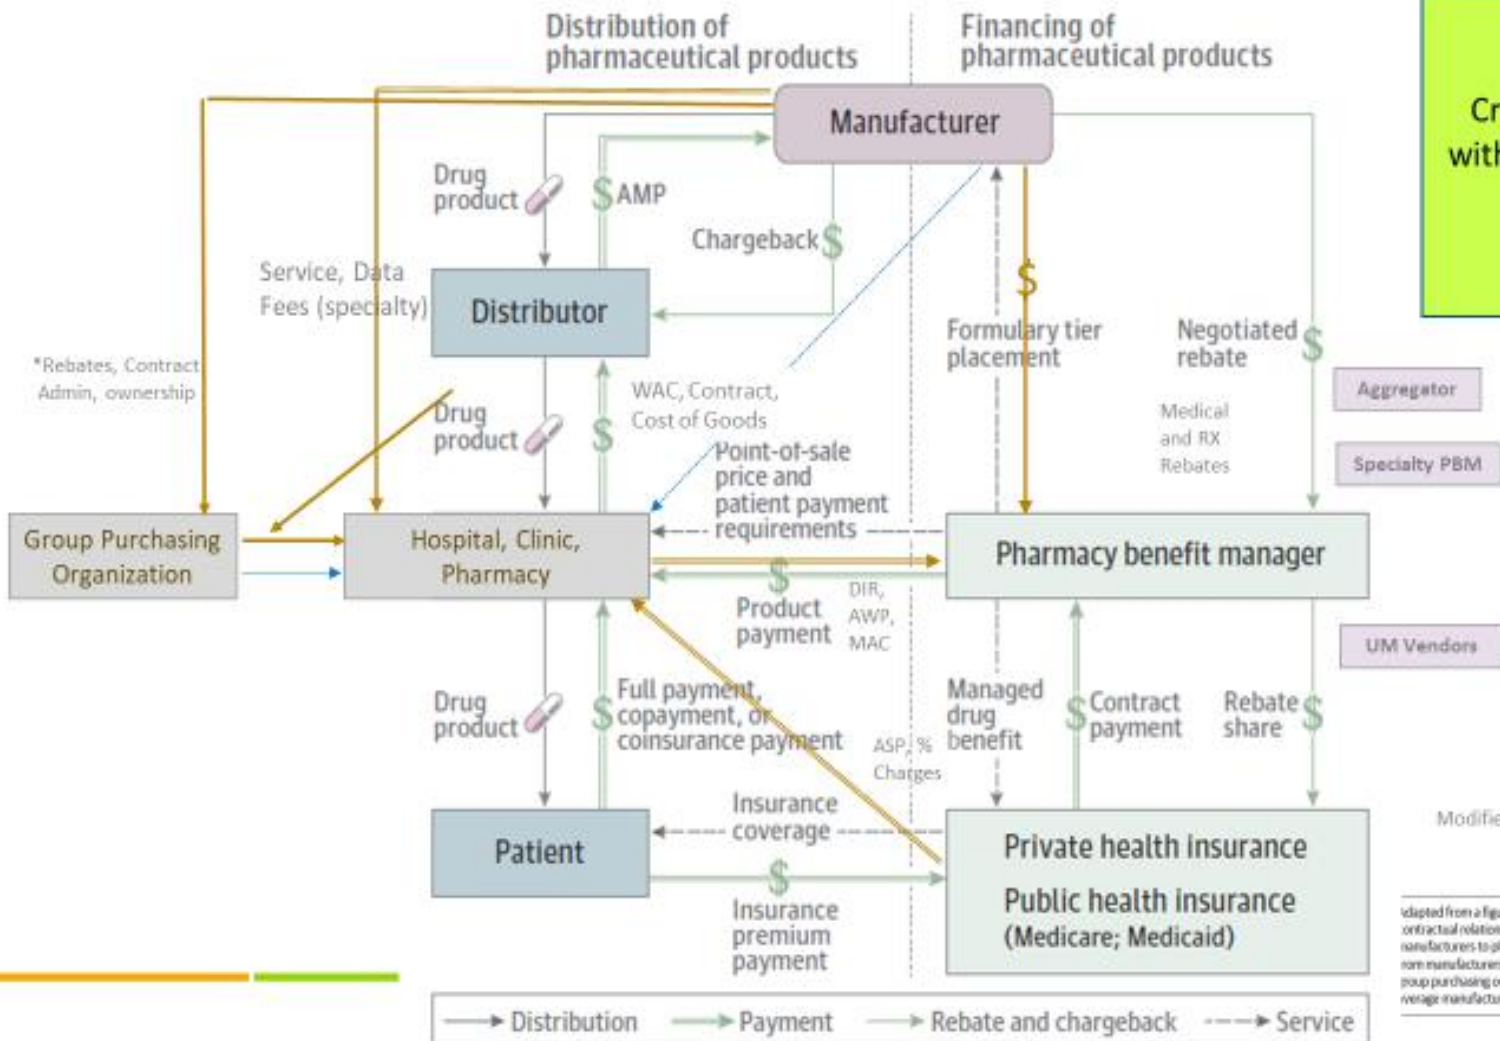 Distribution of
pharmaceutical products
Financing of
pharmaceutical products
Manufacturer
Drug
product
$ AMP
Chargeback $
Service, Data
Fees (specialty)
Distributor
$
Formulary tier
placement
Negotiated
rebate $
*Rebates, Contract
Admin, ownership
Drug
product
$
WAC, Contract,
Cost of Goods
Medical
and RX
Rebates
Aggregator
Specialty PBM
Point-of-sale
price and
patient payment
requirements
Group Purchasing
Organization
Hospital, Clinic,
Pharmacy
Pharmacy benefit manager
$
Product
payment
DIR,
AWP,
MAC
UM Vendors
Drug
product
$ Full payment,
copayment, or
coinsurance payment
ASP, %
Charges
Managed
drug
benefit
$ Contract
payment
Rebate
share $
Patient
Insurance
coverage
$
Insurance
premium
payment
Private health insurance
Public health insurance
(Medicare; Medicaid)
Distribution
Payment
Rebate and chargeback
Service